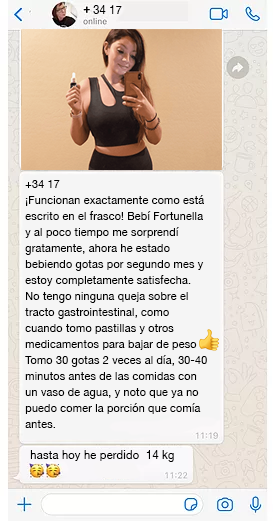 + 34 17
online
+34 17
¡Funcionan exactamente como está
escrito en el frasco! Bebí Fortunella
y al poco tiempo me sorprendí
gratamente, ahora he estado
bebiendo gotas por segundo mes y
estoy completamente satisfecha.
No tengo ninguna queja sobre el
tracto gastrointestinal, como
cuando tomo pastillas y otros
medicamentos para bajar de peso👍
Tomo 30 gotas 2 veces al día, 30-40
minutos antes de las comidas con
un vaso de agua, y noto que ya no
puedo comer la porción que comía
antes.
11:19
hasta hoy he perdido 14 kg
🥳🥳
11:22